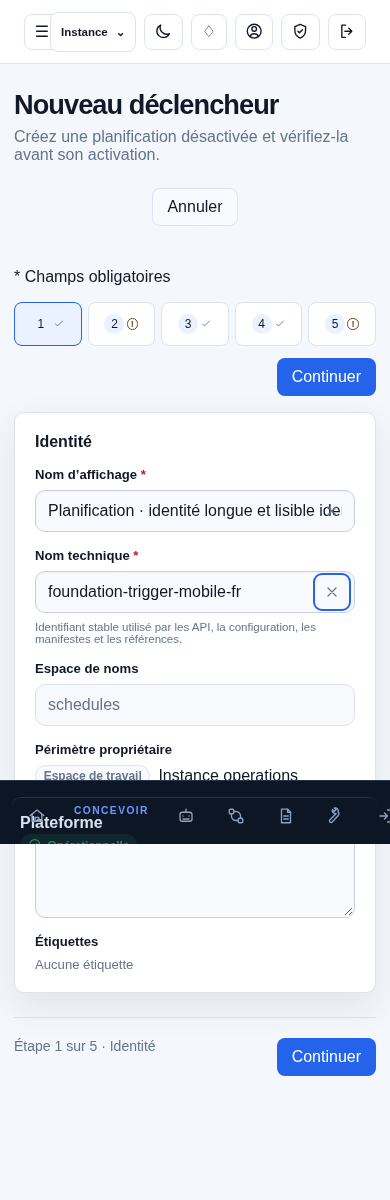 Instance
Nouveau déclencheur
Créez une planification désactivée et vérifiez-la
avant son activation.
Annuler
* Champs obligatoires
1 2 3 4 5
Continuer
Identité
Nom d’affichage *
Planification · identité longue et lisible ide
Nom technique *
foundation-trigger-mobile-fr
Identifiant stable utilisé par les API, la configuration, les
manifestes et les références.
Espace de noms
schedules
Périmètre propriétaire
Espace de travail Instance operations
CONCEVOIR
Plateforme
Opérationnelle
Étiquettes
Aucune étiquette
Étape 1 sur 5 · Identité
Continuer